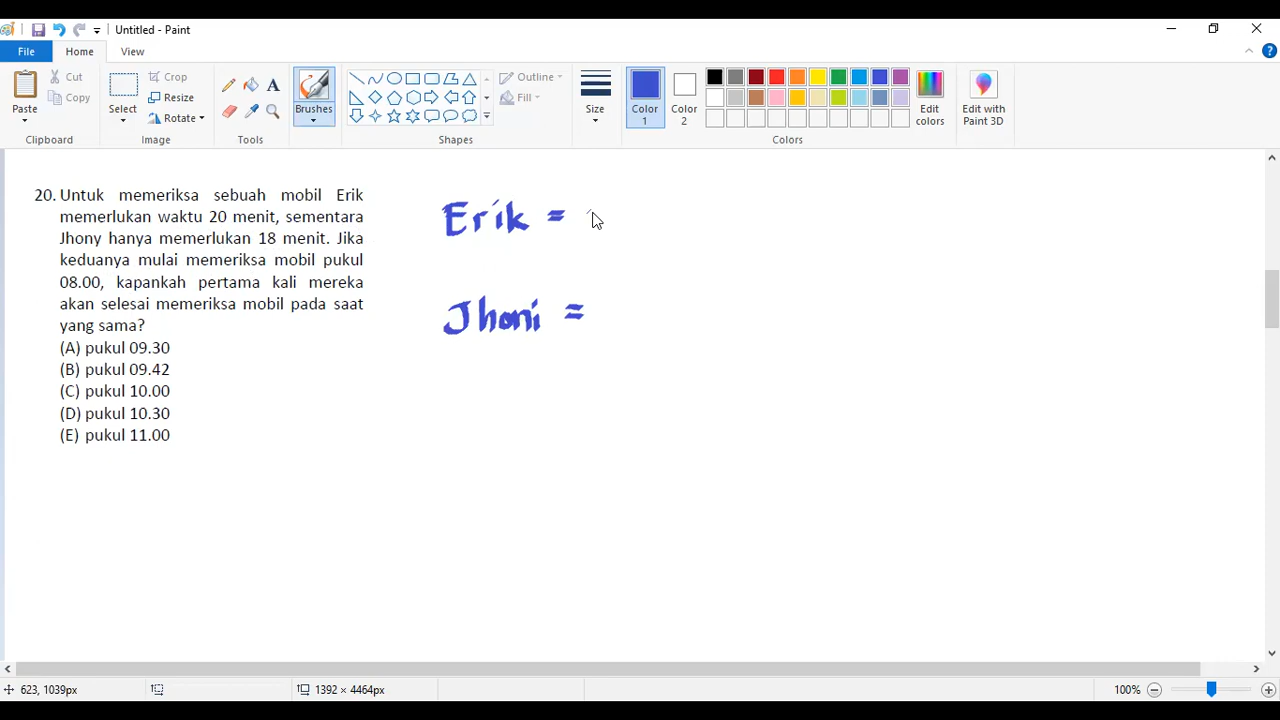 Untitled - Paint
File Home View
Paste
Cut
Copy
Clipboard
Select
Crop
Resize
Rotate
Image
Tools
Brushes
Shapes
Outline
Fill
Size
Color 1
Color 2
Colors
Edit colors
Edit with Paint 3D
20. Untuk memeriksa sebuah mobil Erik
memerlukan waktu 20 menit, sementara
Jhony hanya memerlukan 18 menit. Jika
keduanya mulai memeriksa mobil pukul
08.00, kapankah pertama kali mereka
akan selesai memeriksa mobil pada saat
yang sama?
(A) pukul 09.30
(B) pukul 09.42
(C) pukul 10.00
(D) pukul 10.30
(E) pukul 11.00
Erik =
Jhoni =
623, 1039px
1392 × 4464px
100%